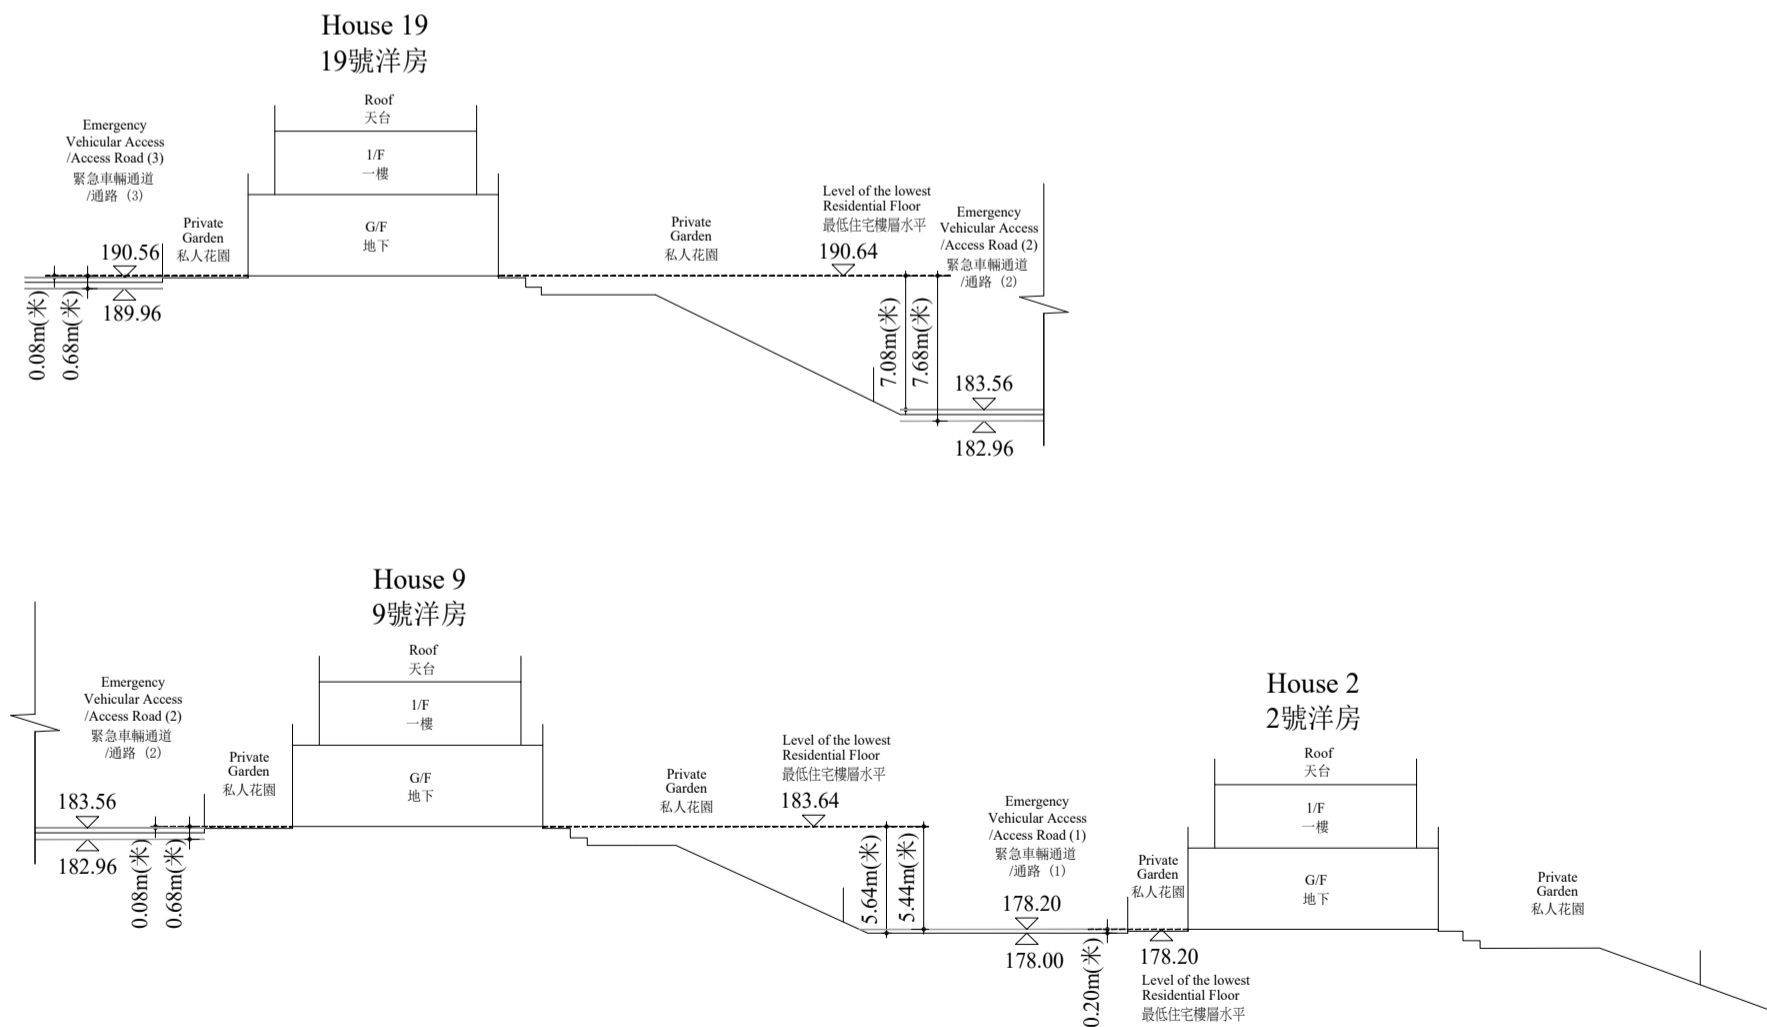 House 19
19號洋房
Roof
天台
1/F
一樓
G/F
地下
Emergency
Vehicular Access
/Access Road (3)
緊急車輛通道
/通路 (3)
Private
Garden
私人花園
190.56
189.96
0.08m(米)
0.68m(米)
Private
Garden
私人花園
Level of the lowest
Residential Floor
最低住宅樓層水平
190.64
Emergency
Vehicular Access
/Access Road (2)
緊急車輛通道
/通路 (2)
7.08m(米)
7.68m(米)
183.56
182.96
House 9
9號洋房
Roof
天台
1/F
一樓
G/F
地下
Emergency
Vehicular Access
/Access Road (2)
緊急車輛通道
/通路 (2)
Private
Garden
私人花園
183.56
182.96
0.08m(米)
0.68m(米)
Private
Garden
私人花園
Level of the lowest
Residential Floor
最低住宅樓層水平
183.64
5.64m(米)
5.44m(米)
Emergency
Vehicular Access
/Access Road (1)
緊急車輛通道
/通路 (1)
178.20
178.00
0.20m(米)
House 2
2號洋房
Roof
天台
1/F
一樓
G/F
地下
Private
Garden
私人花園
178.20
Level of the lowest
Residential Floor
最低住宅樓層水平
Private
Garden
私人花園